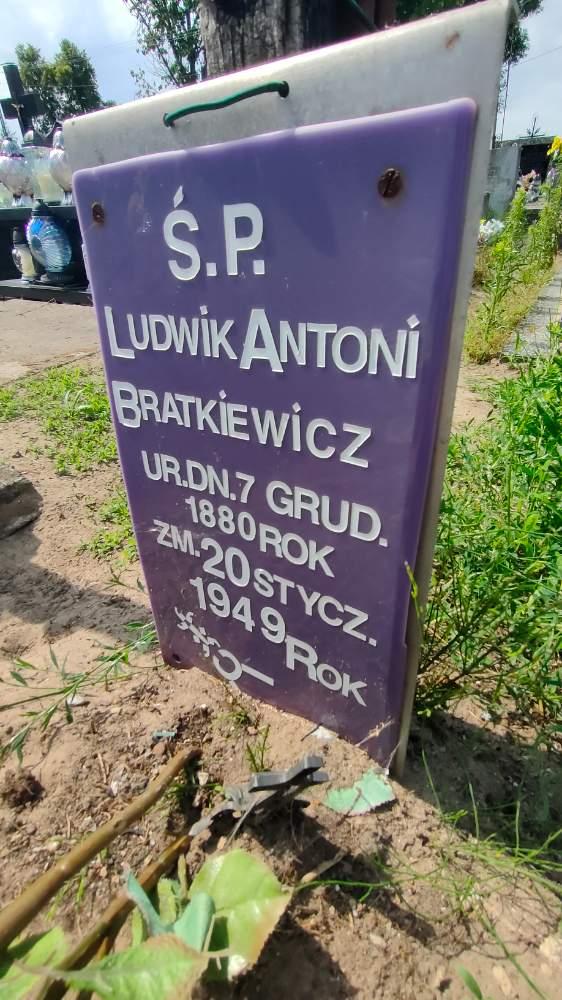 Ś.P.
LUDWiK ANTONi
BRATKiEWiCZ
UR.DN.7 GRUD.
1880 ROK
ZM.20 STYCZ.
1949 ROK